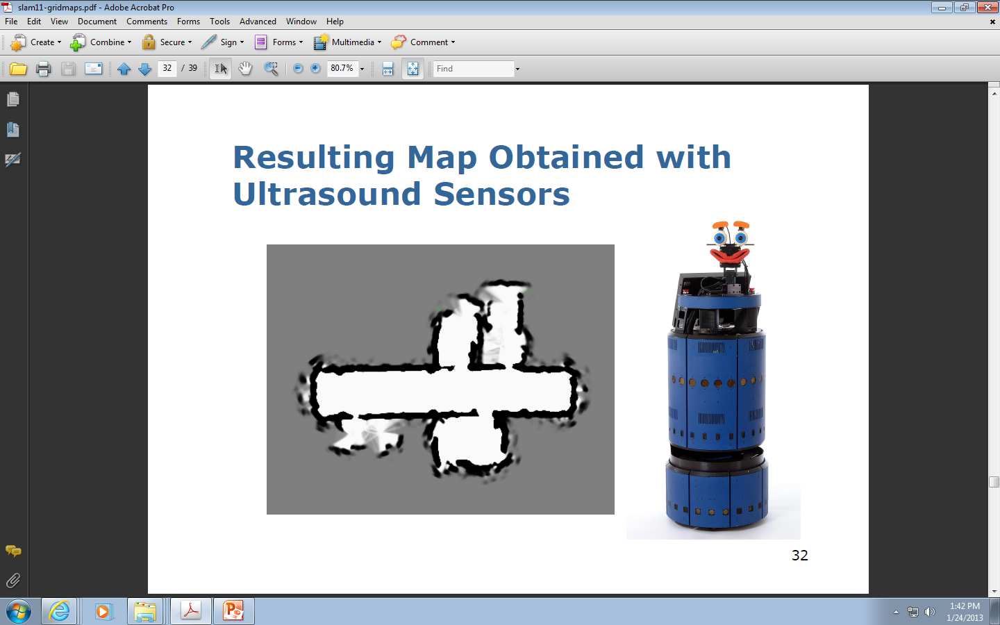 slam11-gridmaps.pdf - Adobe Acrobat Pro
File Edit View Document Comments Forms Tools Advanced Window Help
Create Combine Secure Sign Forms Multimedia Comment
32 / 39 80.7% Find
Resulting Map Obtained with
Ultrasound Sensors
32
1:42 PM
1/24/2013